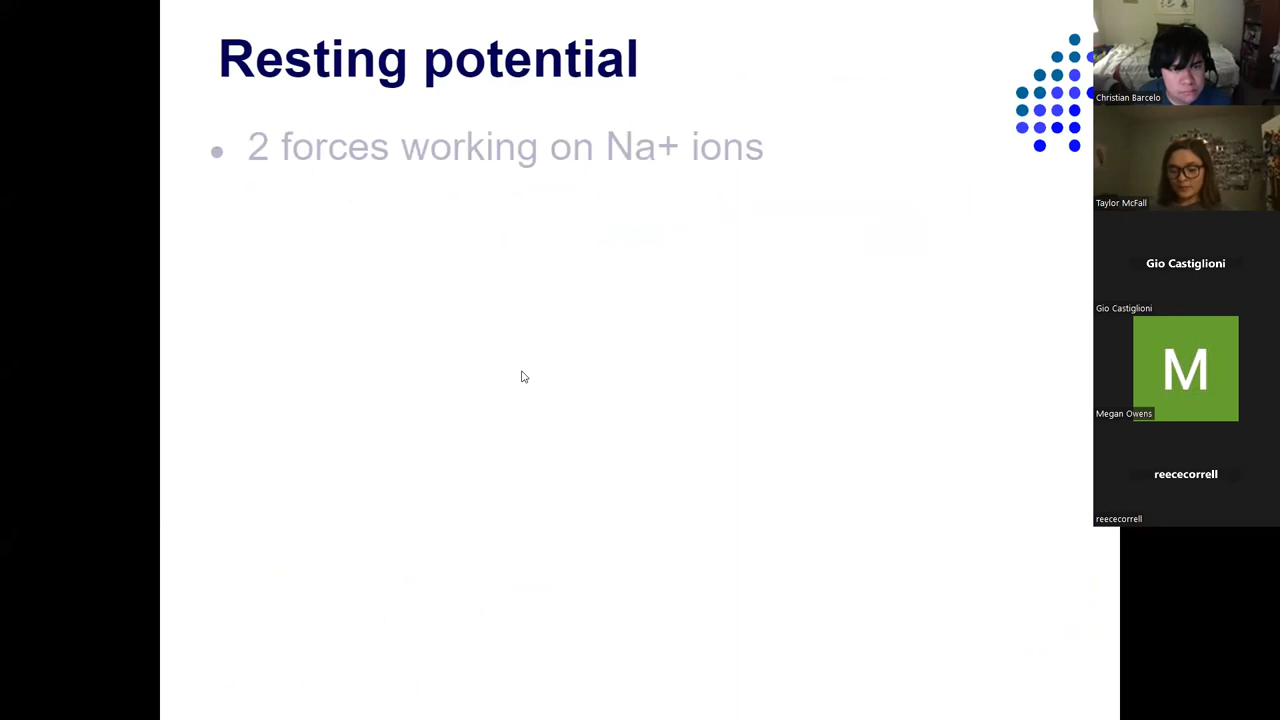 Resting potential
• 2 forces working on Na+ ions
Christian Barcelo
Taylor McFall
Gio Castiglioni
Gio Castiglioni
M
Megan Owens
reececorrell
reececorrell